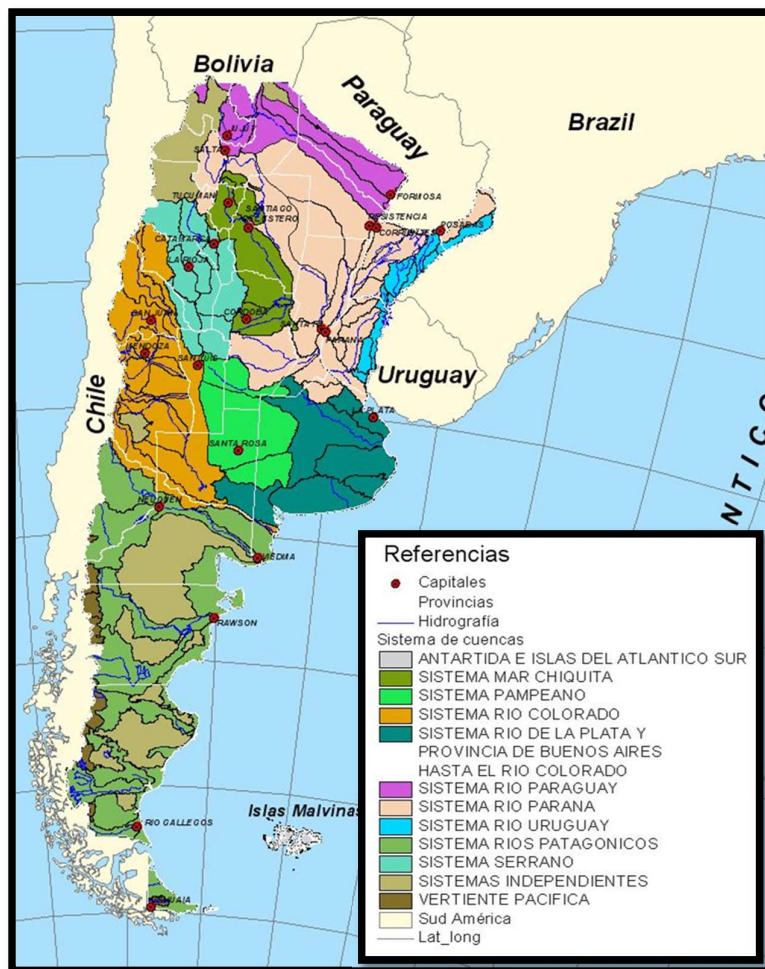 Bolivia
Paraguay
Brazil
JUJUY
SALTA
FORMOSA
TUCUMAN
SANTIAGO
DEL ESTERO
RESISTENCIA
CORRIENTES
POSADAS
CATAMARCA
LA RIOJA
SAN JUAN
CORDOBA
SANTA FE
PARANA
MENDOZA
SAN LUIS
Uruguay
Chile
LA PLATA
SANTA ROSA
NTICO
NEUQUEN
VIEDMA
RAWSON
Islas Malvinas
RIO GALLEGOS
USHUAIA
Referencias
Capitales
Provincias
Hidrografía
Sistema de cuencas
ANTARTIDA E ISLAS DEL ATLANTICO SUR
SISTEMA MAR CHIQUITA
SISTEMA PAMPEANO
SISTEMA RIO COLORADO
SISTEMA RIO DE LA PLATA Y
PROVINCIA DE BUENOS AIRES
HASTA EL RIO COLORADO
SISTEMA RIO PARAGUAY
SISTEMA RIO PARANA
SISTEMA RIO URUGUAY
SISTEMA RIOS PATAGONICOS
SISTEMA SERRANO
SISTEMAS INDEPENDIENTES
VERTIENTE PACIFICA
Sud América
Lat_long